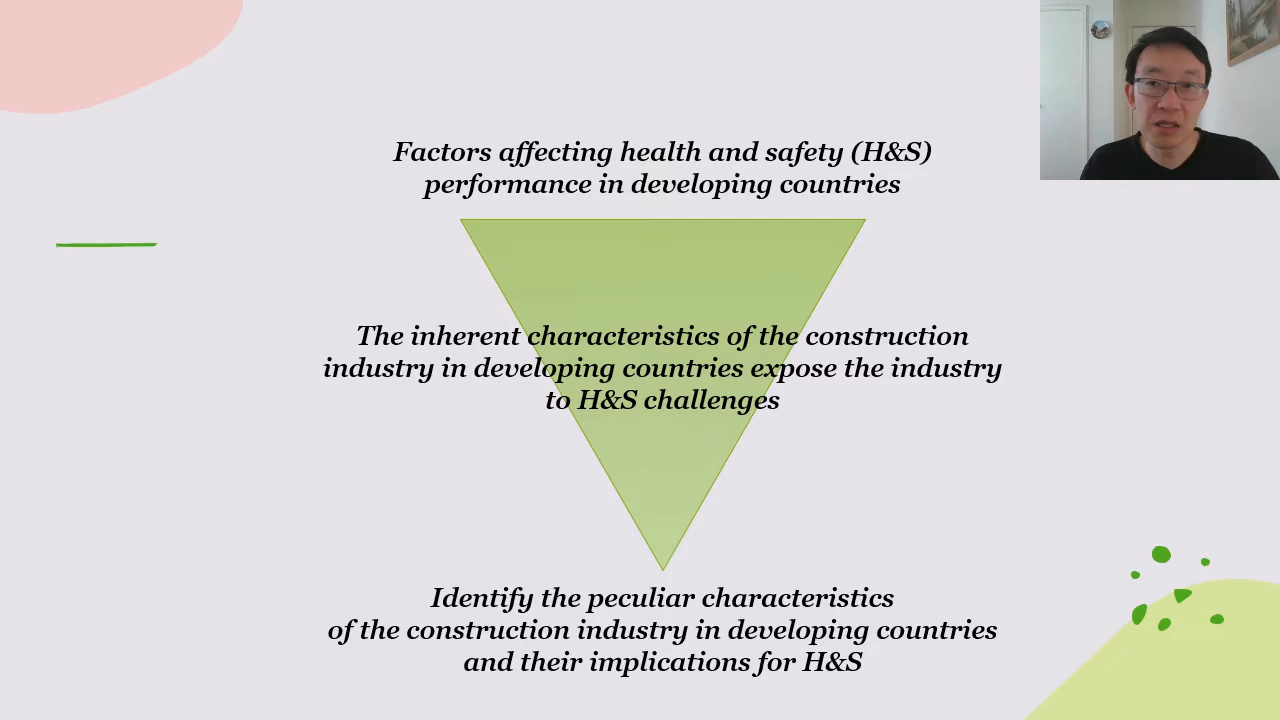 Factors affecting health and safety (H&S)
performance in developing countries
The inherent characteristics of the construction
industry in developing countries expose the industry
to H&S challenges
Identify the peculiar characteristics
of the construction industry in developing countries
and their implications for H&S